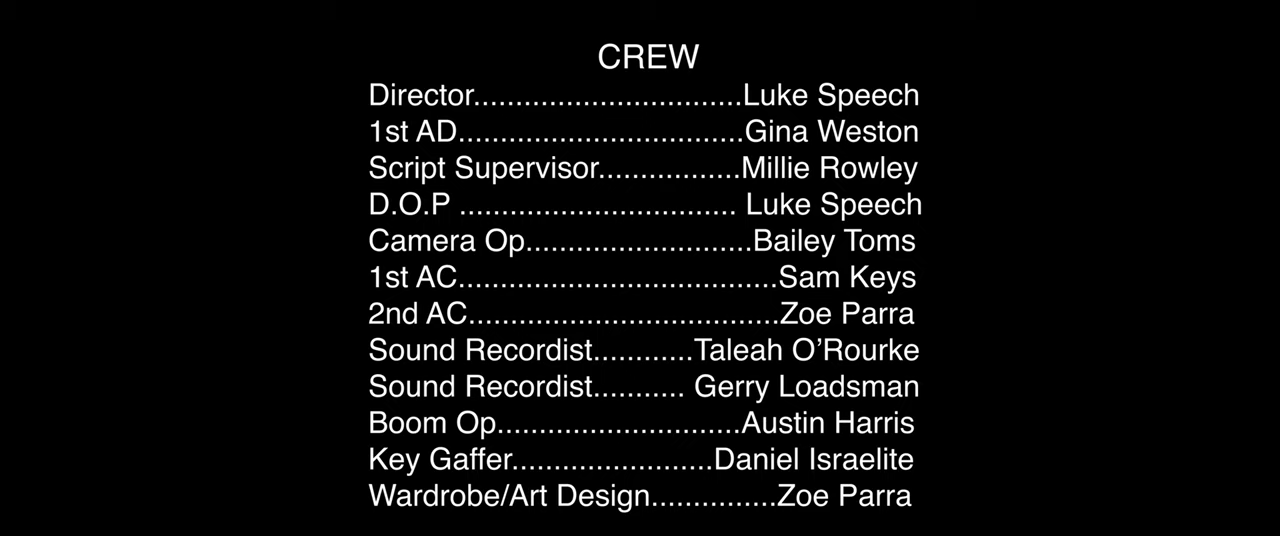 CREW
Director................................Luke Speech
1st AD..................................Gina Weston
Script Supervisor.................Millie Rowley
D.O.P ................................. Luke Speech
Camera Op...........................Bailey Toms
1st AC......................................Sam Keys
2nd AC.....................................Zoe Parra
Sound Recordist............Taleah O’Rourke
Sound Recordist........... Gerry Loadsman
Boom Op.............................Austin Harris
Key Gaffer........................Daniel Israelite
Wardrobe/Art Design...............Zoe Parra